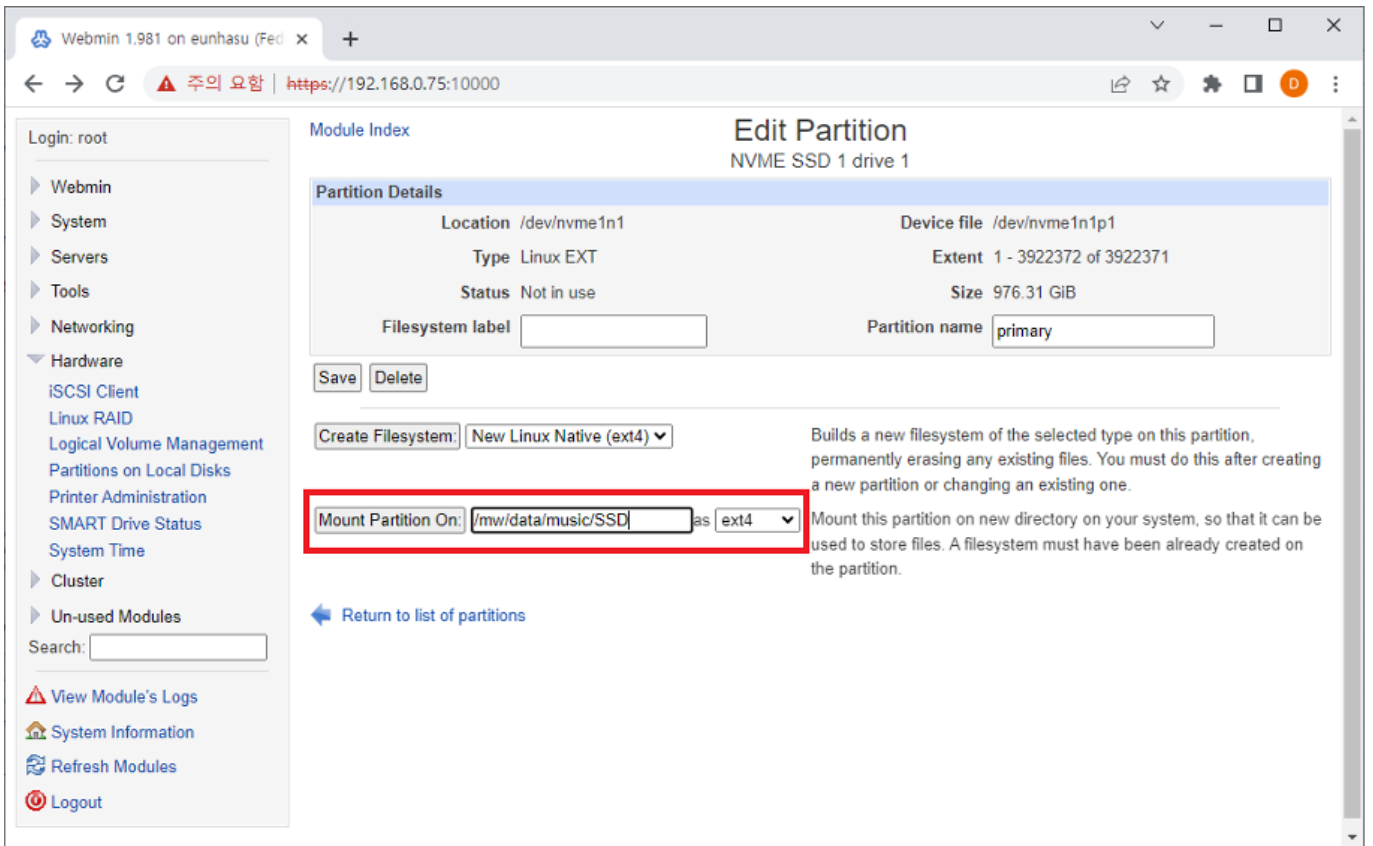 Webmin 1.981 on eunhasu (Fed
주의 요함 https://192.168.0.75:10000
D
Login: root
Webmin
System
Servers
Tools
Networking
Hardware
iSCSI Client
Linux RAID
Logical Volume Management
Partitions on Local Disks
Printer Administration
SMART Drive Status
System Time
Cluster
Un-used Modules
Search:
View Module's Logs
System Information
Refresh Modules
Logout
Module Index
Edit Partition
NVME SSD 1 drive 1
Partition Details
Location /dev/nvme1n1 Device file /dev/nvme1n1p1
Type Linux EXT Extent 1 - 3922372 of 3922371
Status Not in use Size 976.31 GiB
Filesystem label Partition name primary
Save Delete
Create Filesystem: New Linux Native (ext4)
Builds a new filesystem of the selected type on this partition,
permanently erasing any existing files. You must do this after creating
a new partition or changing an existing one.
Mount Partition On: /mw/data/music/SSD as ext4
Mount this partition on new directory on your system, so that it can be
used to store files. A filesystem must have been already created on
the partition.
Return to list of partitions